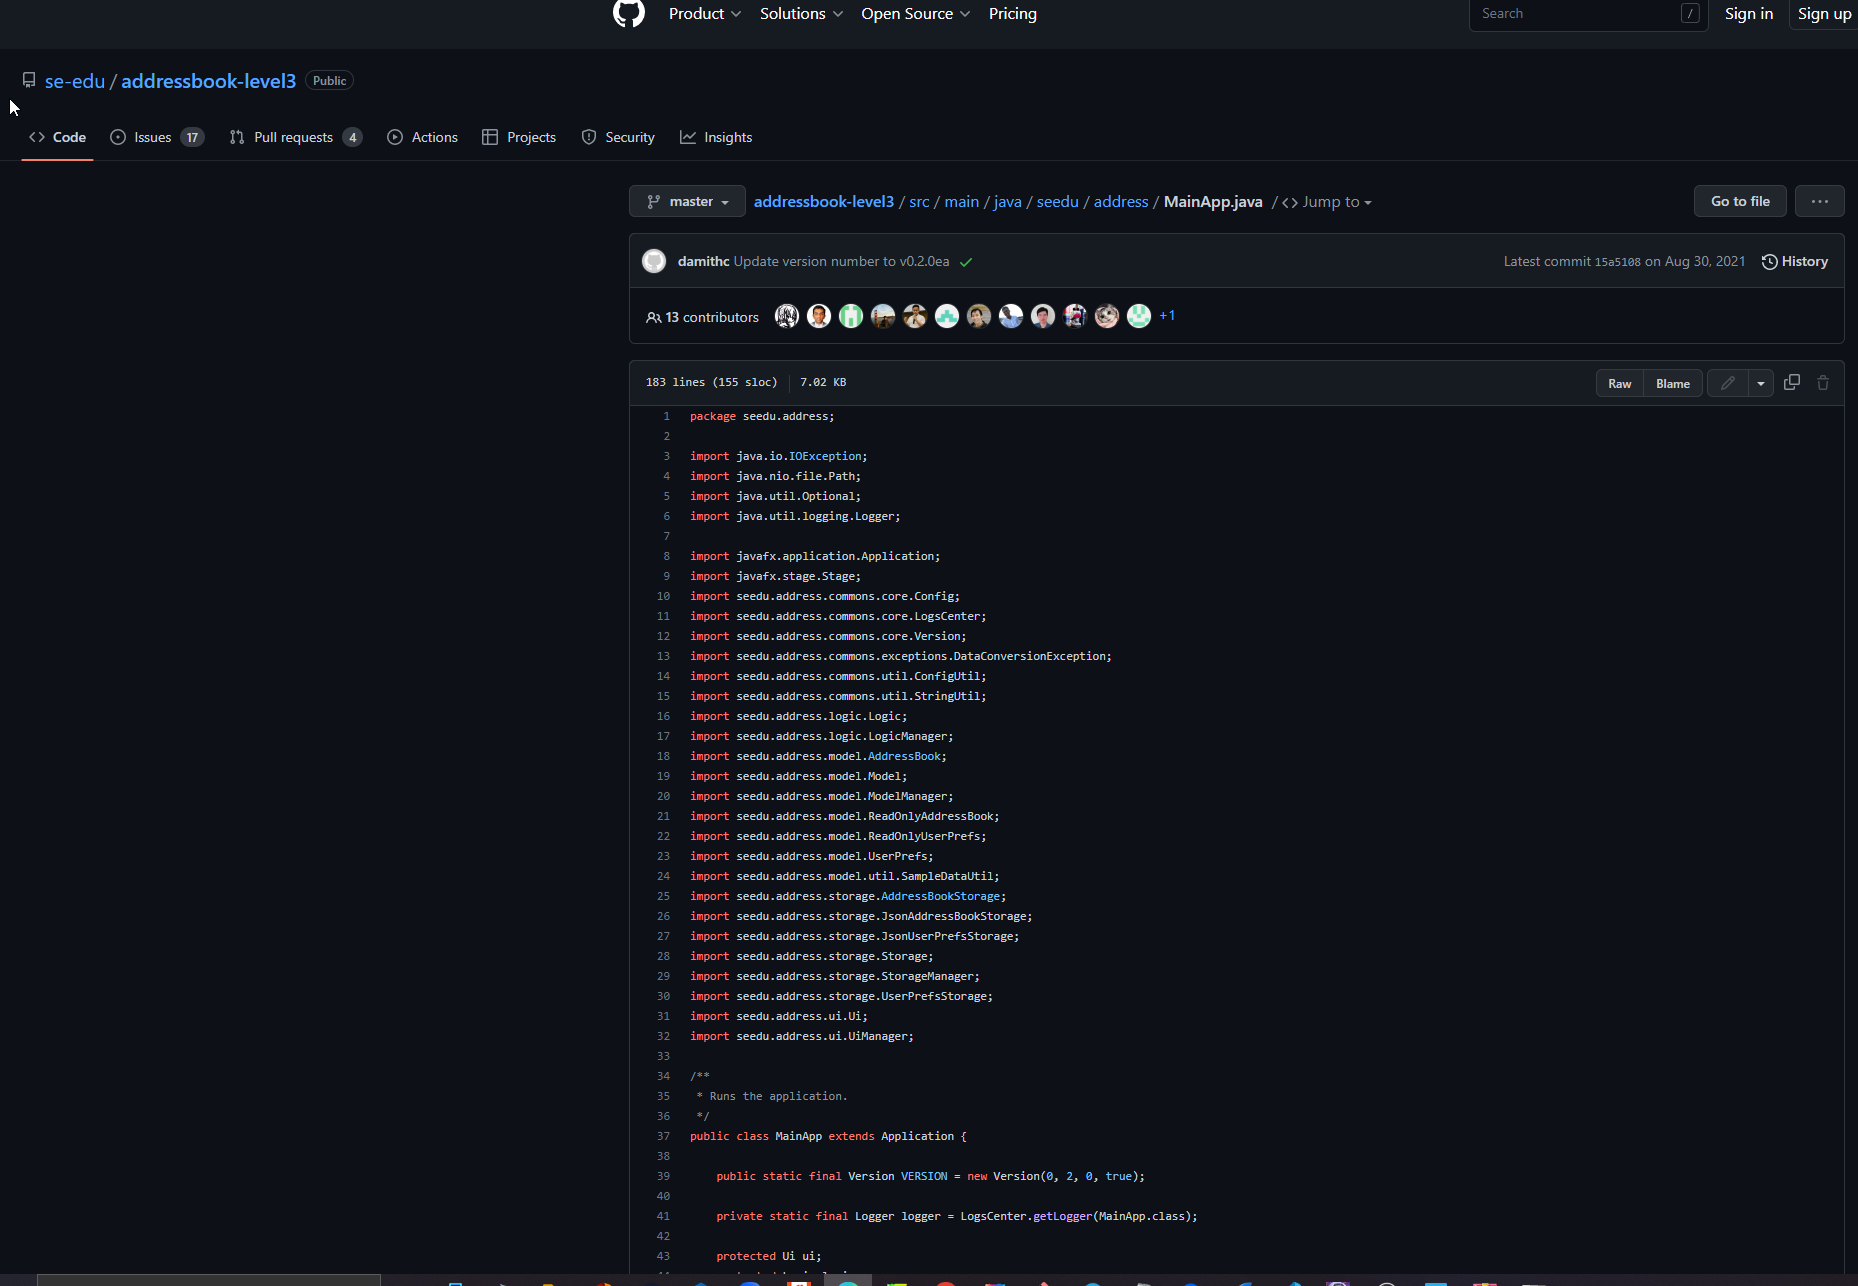 Product Solutions Open Source Pricing Search / Sign in Sign up
se-edu / addressbook-level3 Public
Code Issues 17 Pull requests 4 Actions Projects Security Insights
master addressbook-level3 / src / main / java / seedu / address / MainApp.java / <> Jump to Go to file ...
damithc Update version number to v0.2.0ea Latest commit 15a5108 on Aug 30, 2021 History
13 contributors +1
183 lines (155 sloc) 7.02 KB Raw Blame
1 package seedu.address;
2
3 import java.io.IOException;
4 import java.nio.file.Path;
5 import java.util.Optional;
6 import java.util.logging.Logger;
7
8 import javafx.application.Application;
9 import javafx.stage.Stage;
10 import seedu.address.commons.core.Config;
11 import seedu.address.commons.core.LogsCenter;
12 import seedu.address.commons.core.Version;
13 import seedu.address.commons.exceptions.DataConversionException;
14 import seedu.address.commons.util.ConfigUtil;
15 import seedu.address.commons.util.StringUtil;
16 import seedu.address.logic.Logic;
17 import seedu.address.logic.LogicManager;
18 import seedu.address.model.AddressBook;
19 import seedu.address.model.Model;
20 import seedu.address.model.ModelManager;
21 import seedu.address.model.ReadOnlyAddressBook;
22 import seedu.address.model.ReadOnlyUserPrefs;
23 import seedu.address.model.UserPrefs;
24 import seedu.address.model.util.SampleDataUtil;
25 import seedu.address.storage.AddressBookStorage;
26 import seedu.address.storage.JsonAddressBookStorage;
27 import seedu.address.storage.JsonUserPrefsStorage;
28 import seedu.address.storage.Storage;
29 import seedu.address.storage.StorageManager;
30 import seedu.address.storage.UserPrefsStorage;
31 import seedu.address.ui.Ui;
32 import seedu.address.ui.UiManager;
33
34 /**
35 * Runs the application.
36 */
37 public class MainApp extends Application {
38
39 public static final Version VERSION = new Version(0, 2, 0, true);
40
41 private static final Logger logger = LogsCenter.getLogger(MainApp.class);
42
43 protected Ui ui;